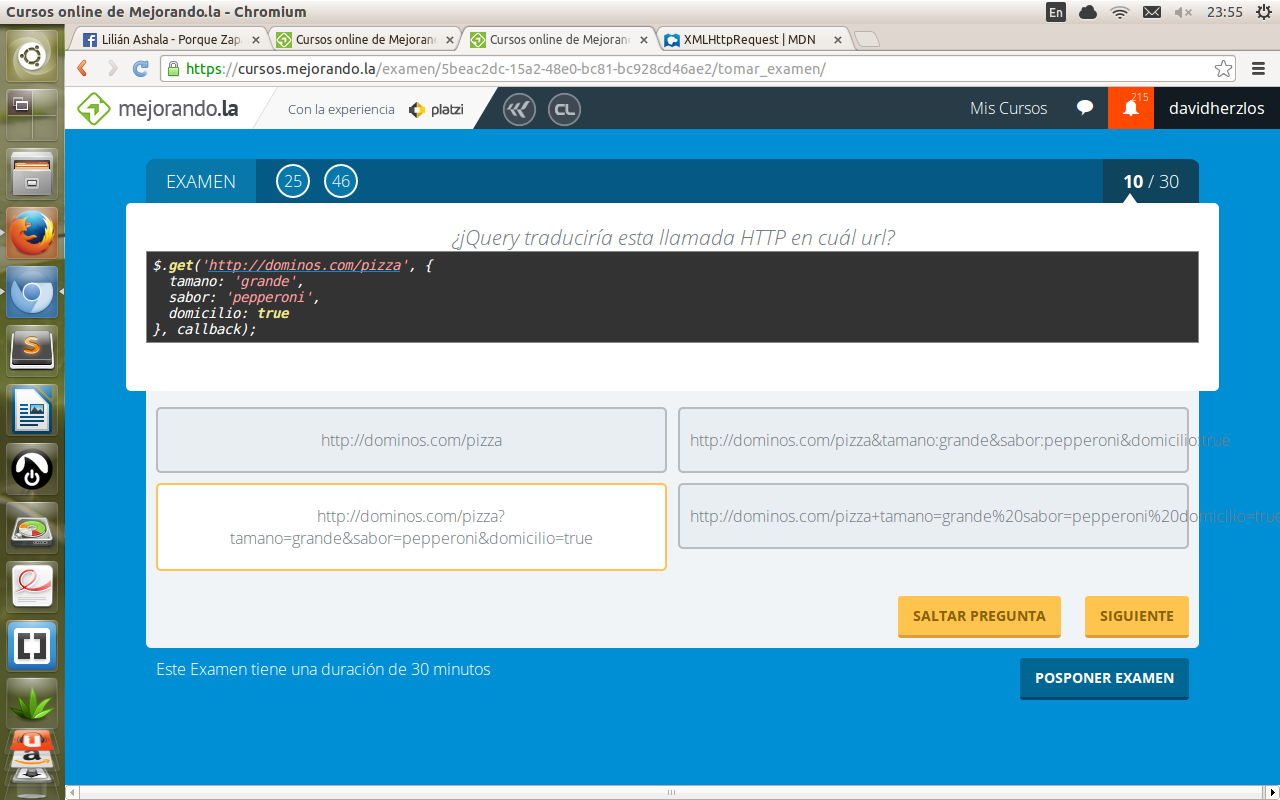 Cursos online de Mejorando.la - Chromium
En
23:55
Lilián Ashala - Porque Zap
Cursos online de Mejoran
Cursos online de Mejoran
XMLHttpRequest | MDN
https://cursos.mejorando.la/examen/5beac2dc-15a2-48e0-bc81-bc928cd46ae2/tomar_examen/
mejorando.la
Con la experiencia platzi
CL
Mis Cursos
215
davidherzlos
EXAMEN
25
46
10 / 30
¿jQuery traduciría esta llamada HTTP en cuál url?
$.get('http://dominos.com/pizza', {
tamano: 'grande',
sabor: 'pepperoni',
domicilio: true
}, callback);
http://dominos.com/pizza
http://dominos.com/pizza&tamano:grande&sabor:pepperoni&domicilio:true
http://dominos.com/pizza?
tamano=grande&sabor=pepperoni&domicilio=true
http://dominos.com/pizza+tamano=grande%20sabor=pepperoni%20domicilio=true
SALTAR PREGUNTA
SIGUIENTE
Este Examen tiene una duración de 30 minutos
POSPONER EXAMEN